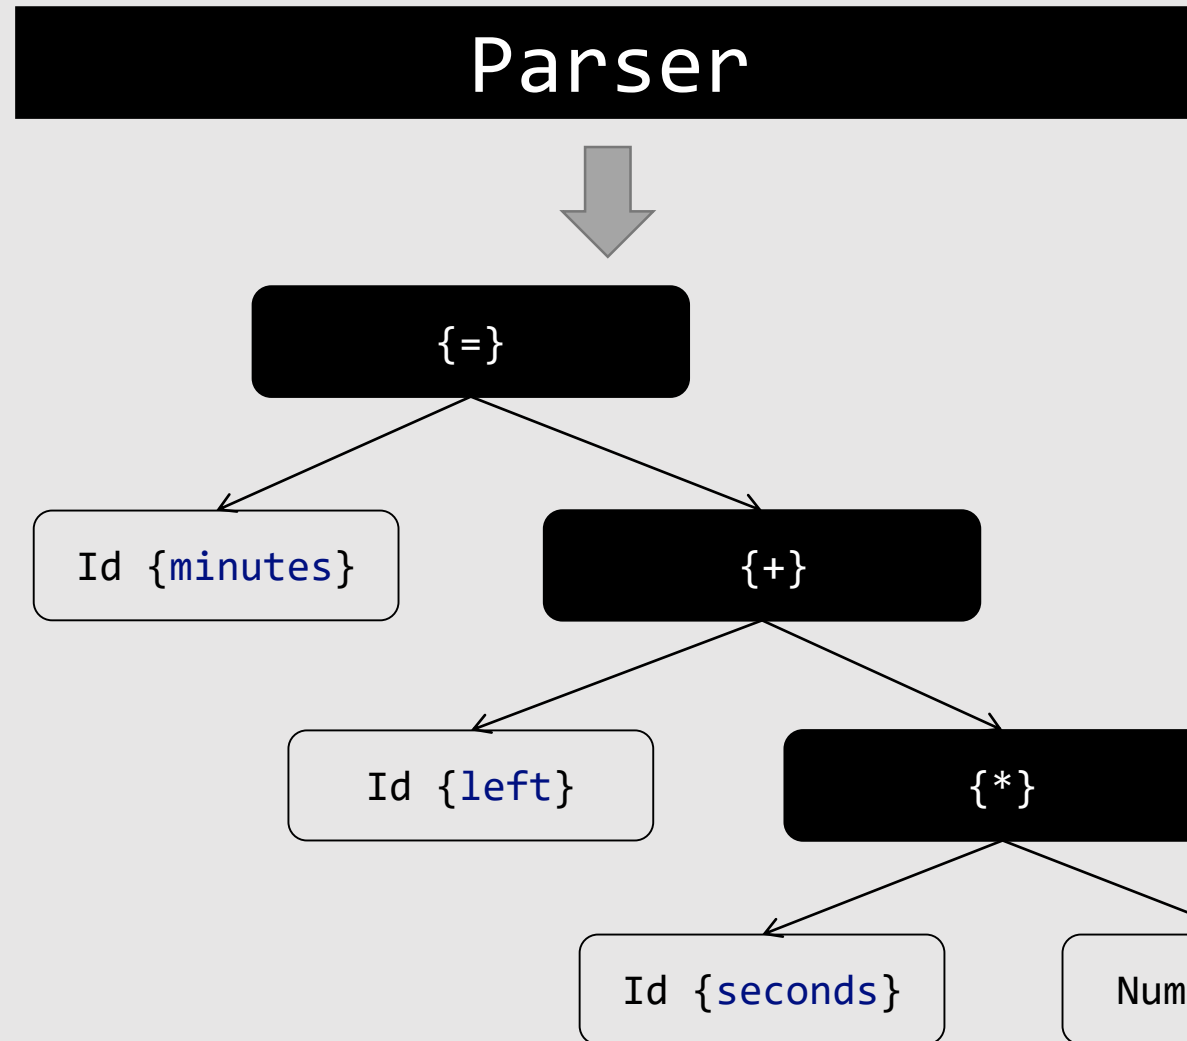 Parser
{=}
Id {minutes}
{+}
Id {left}
{*}
Id {seconds}
Num